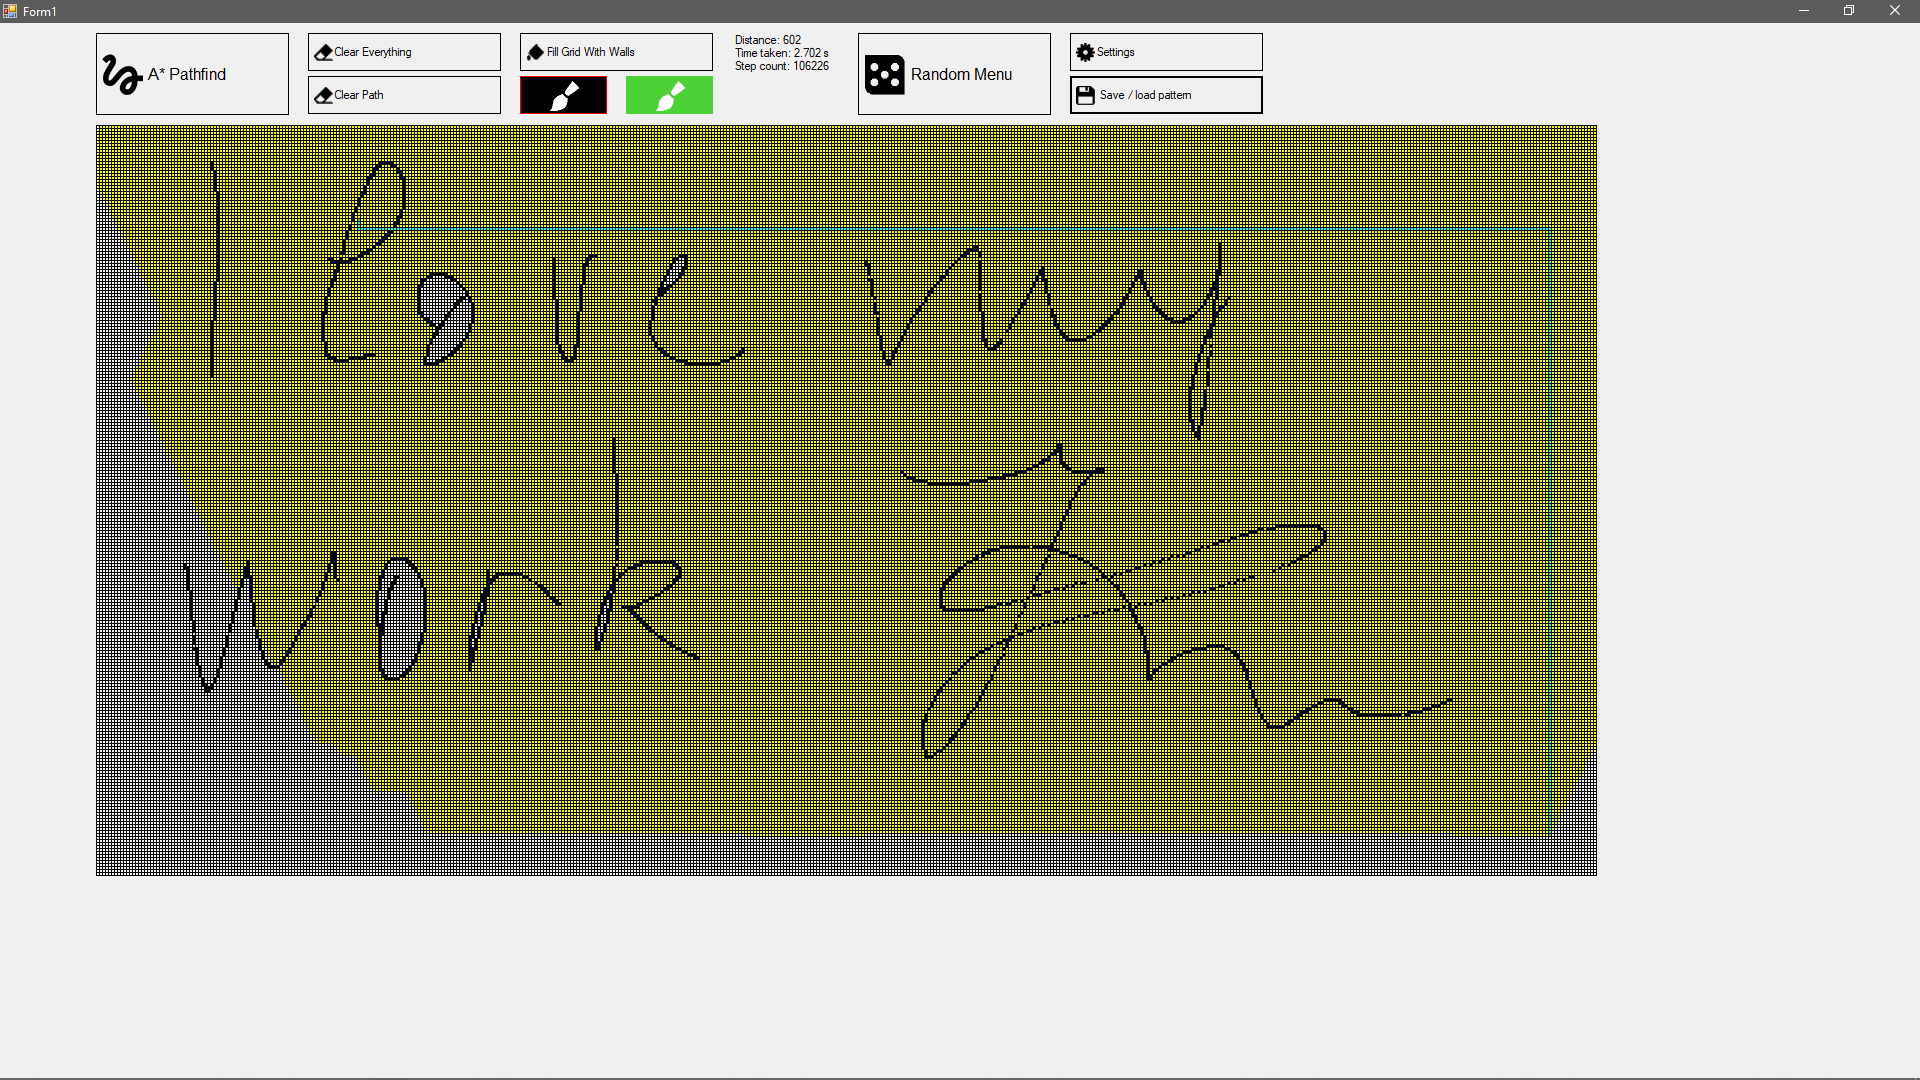 Form1
A* Pathfind
Clear Everything
Clear Path
Fill Grid With Walls
Distance: 602
Time taken: 2.702 s
Step count: 106226
Random Menu
Settings
Save / load pattern
I love my
work